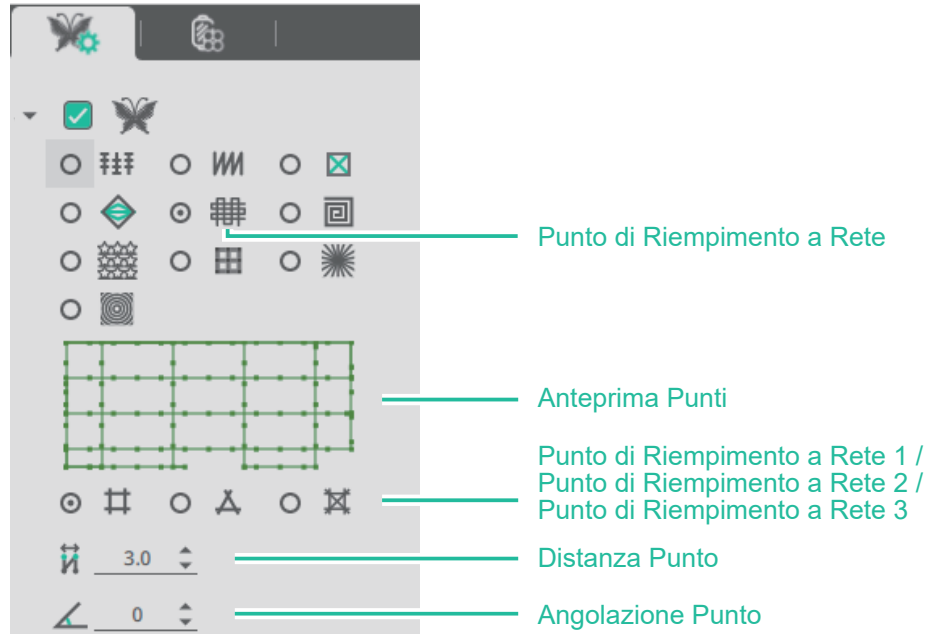 Punto di Riempimento a Rete
Anteprima Punti
Punto di Riempimento a Rete 1 /
Punto di Riempimento a Rete 2 /
Punto di Riempimento a Rete 3
3.0
Distanza Punto
0
Angolazione Punto